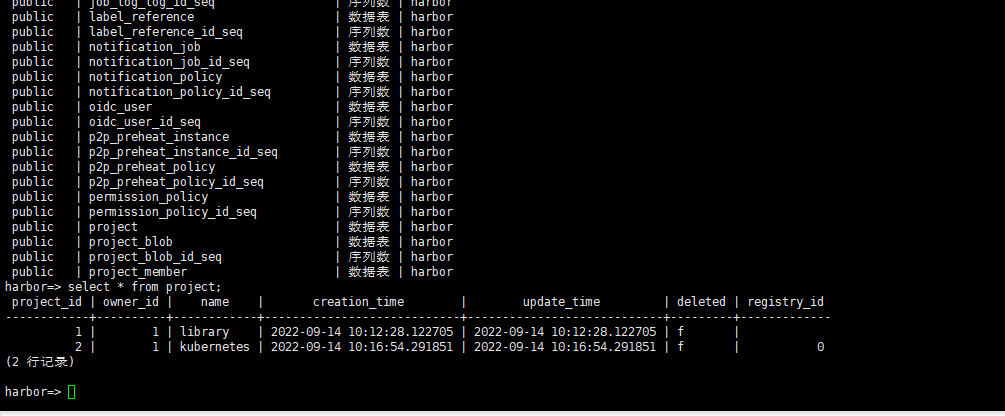 public | job_log_log_id_seq | 序列数 | harbor
public | label_reference | 数据表 | harbor
public | label_reference_id_seq | 序列数 | harbor
public | notification_job | 数据表 | harbor
public | notification_job_id_seq | 序列数 | harbor
public | notification_policy | 数据表 | harbor
public | notification_policy_id_seq | 序列数 | harbor
public | oidc_user | 数据表 | harbor
public | oidc_user_id_seq | 序列数 | harbor
public | p2p_preheat_instance | 数据表 | harbor
public | p2p_preheat_instance_id_seq | 序列数 | harbor
public | p2p_preheat_policy | 数据表 | harbor
public | p2p_preheat_policy_id_seq | 序列数 | harbor
public | permission_policy | 数据表 | harbor
public | permission_policy_id_seq | 序列数 | harbor
public | project | 数据表 | harbor
public | project_blob | 数据表 | harbor
public | project_blob_id_seq | 序列数 | harbor
public | project_member | 数据表 | harbor
harbor=> select * from project;
project_id | owner_id | name | creation_time | update_time | deleted | registry_id
------------+----------+------------+----------------------------+----------------------------+---------+-------------
1 | 1 | library | 2022-09-14 10:12:28.122705 | 2022-09-14 10:12:28.122705 | f |
2 | 1 | kubernetes | 2022-09-14 10:16:54.291851 | 2022-09-14 10:16:54.291851 | f | 0
(2 行记录)
harbor=>